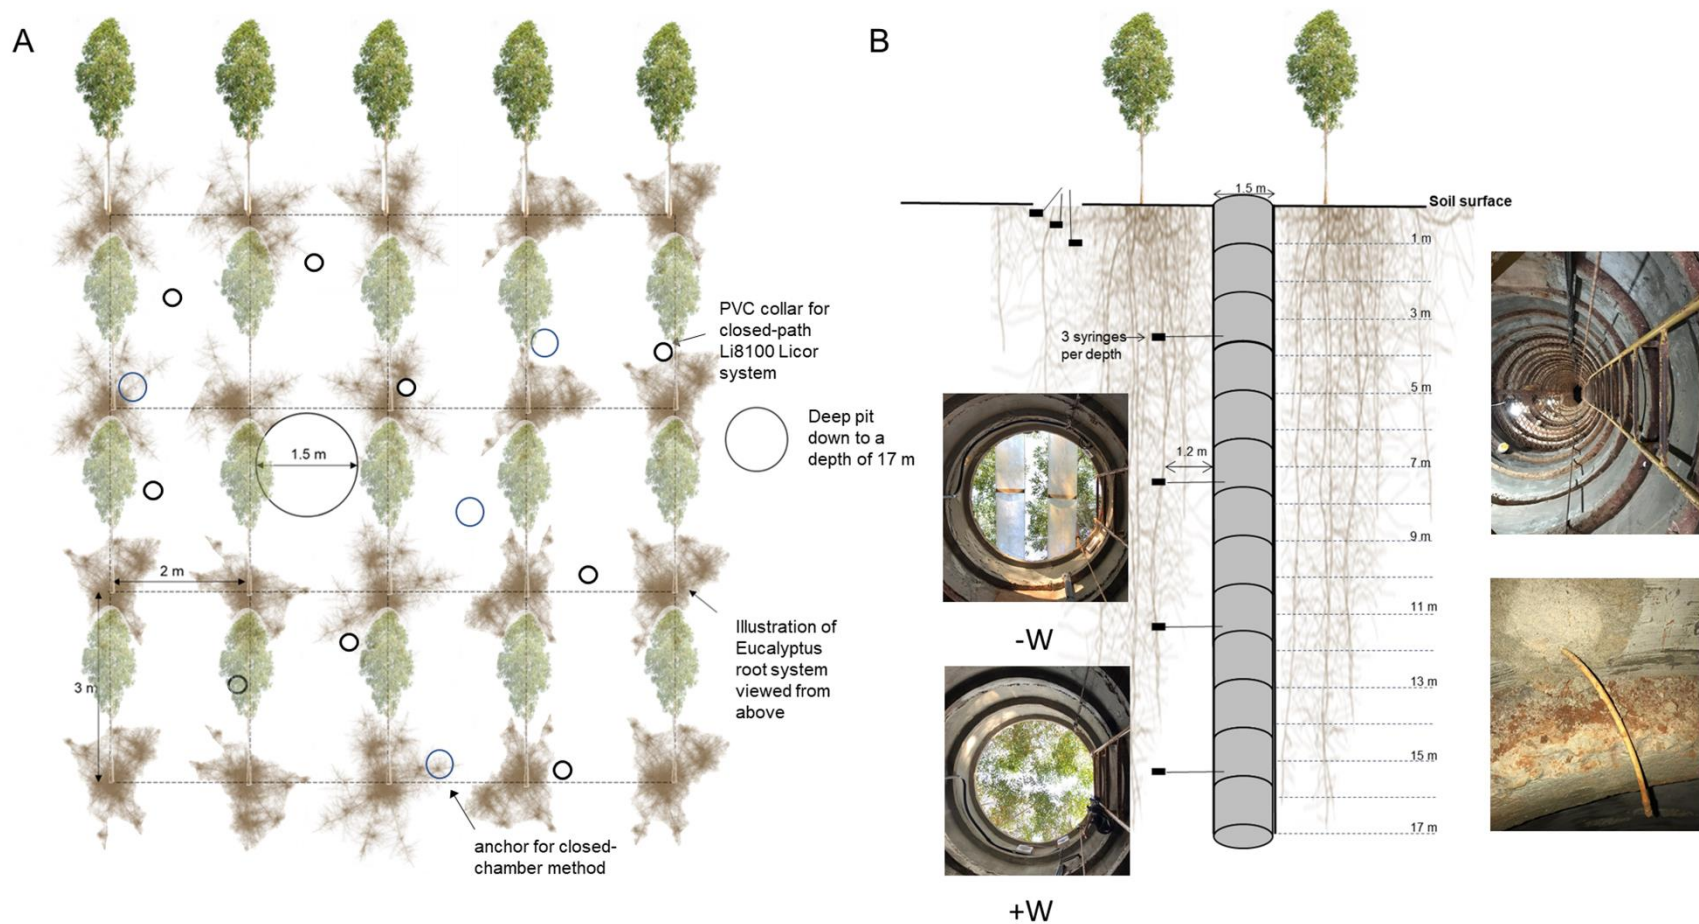 A
PVC collar for
closed-path
Li8100 Licor
system
Deep pit
down to a
depth of 17 m
1.5 m
2 m
3 m
Illustration of
Eucalyptus
root system
viewed from
above
anchor for closed-
chamber method
B
1.5 m
Soil surface
1 m
3 m
3 syringes
per depth
5 m
1.2 m
7 m
9 m
11 m
13 m
15 m
17 m
-W
+W